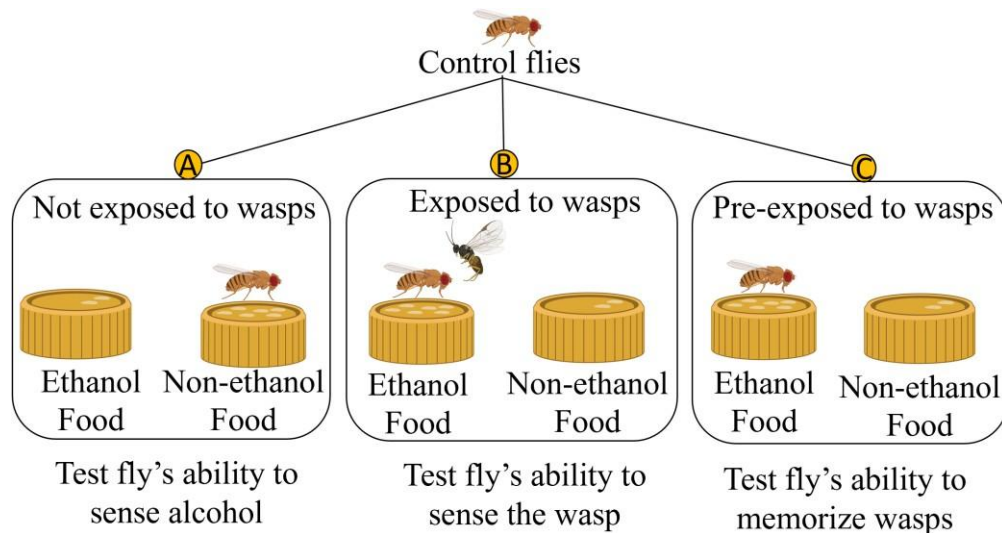 Control flies
A
B
C
Not exposed to wasps
Ethanol
Food
Non-ethanol
Food
Test fly’s ability to
sense alcohol
Exposed to wasps
Ethanol
Food
Non-ethanol
Food
Test fly’s ability to
sense the wasp
Pre-exposed to wasps
Ethanol
Food
Non-ethanol
Food
Test fly’s ability to
memorize wasps